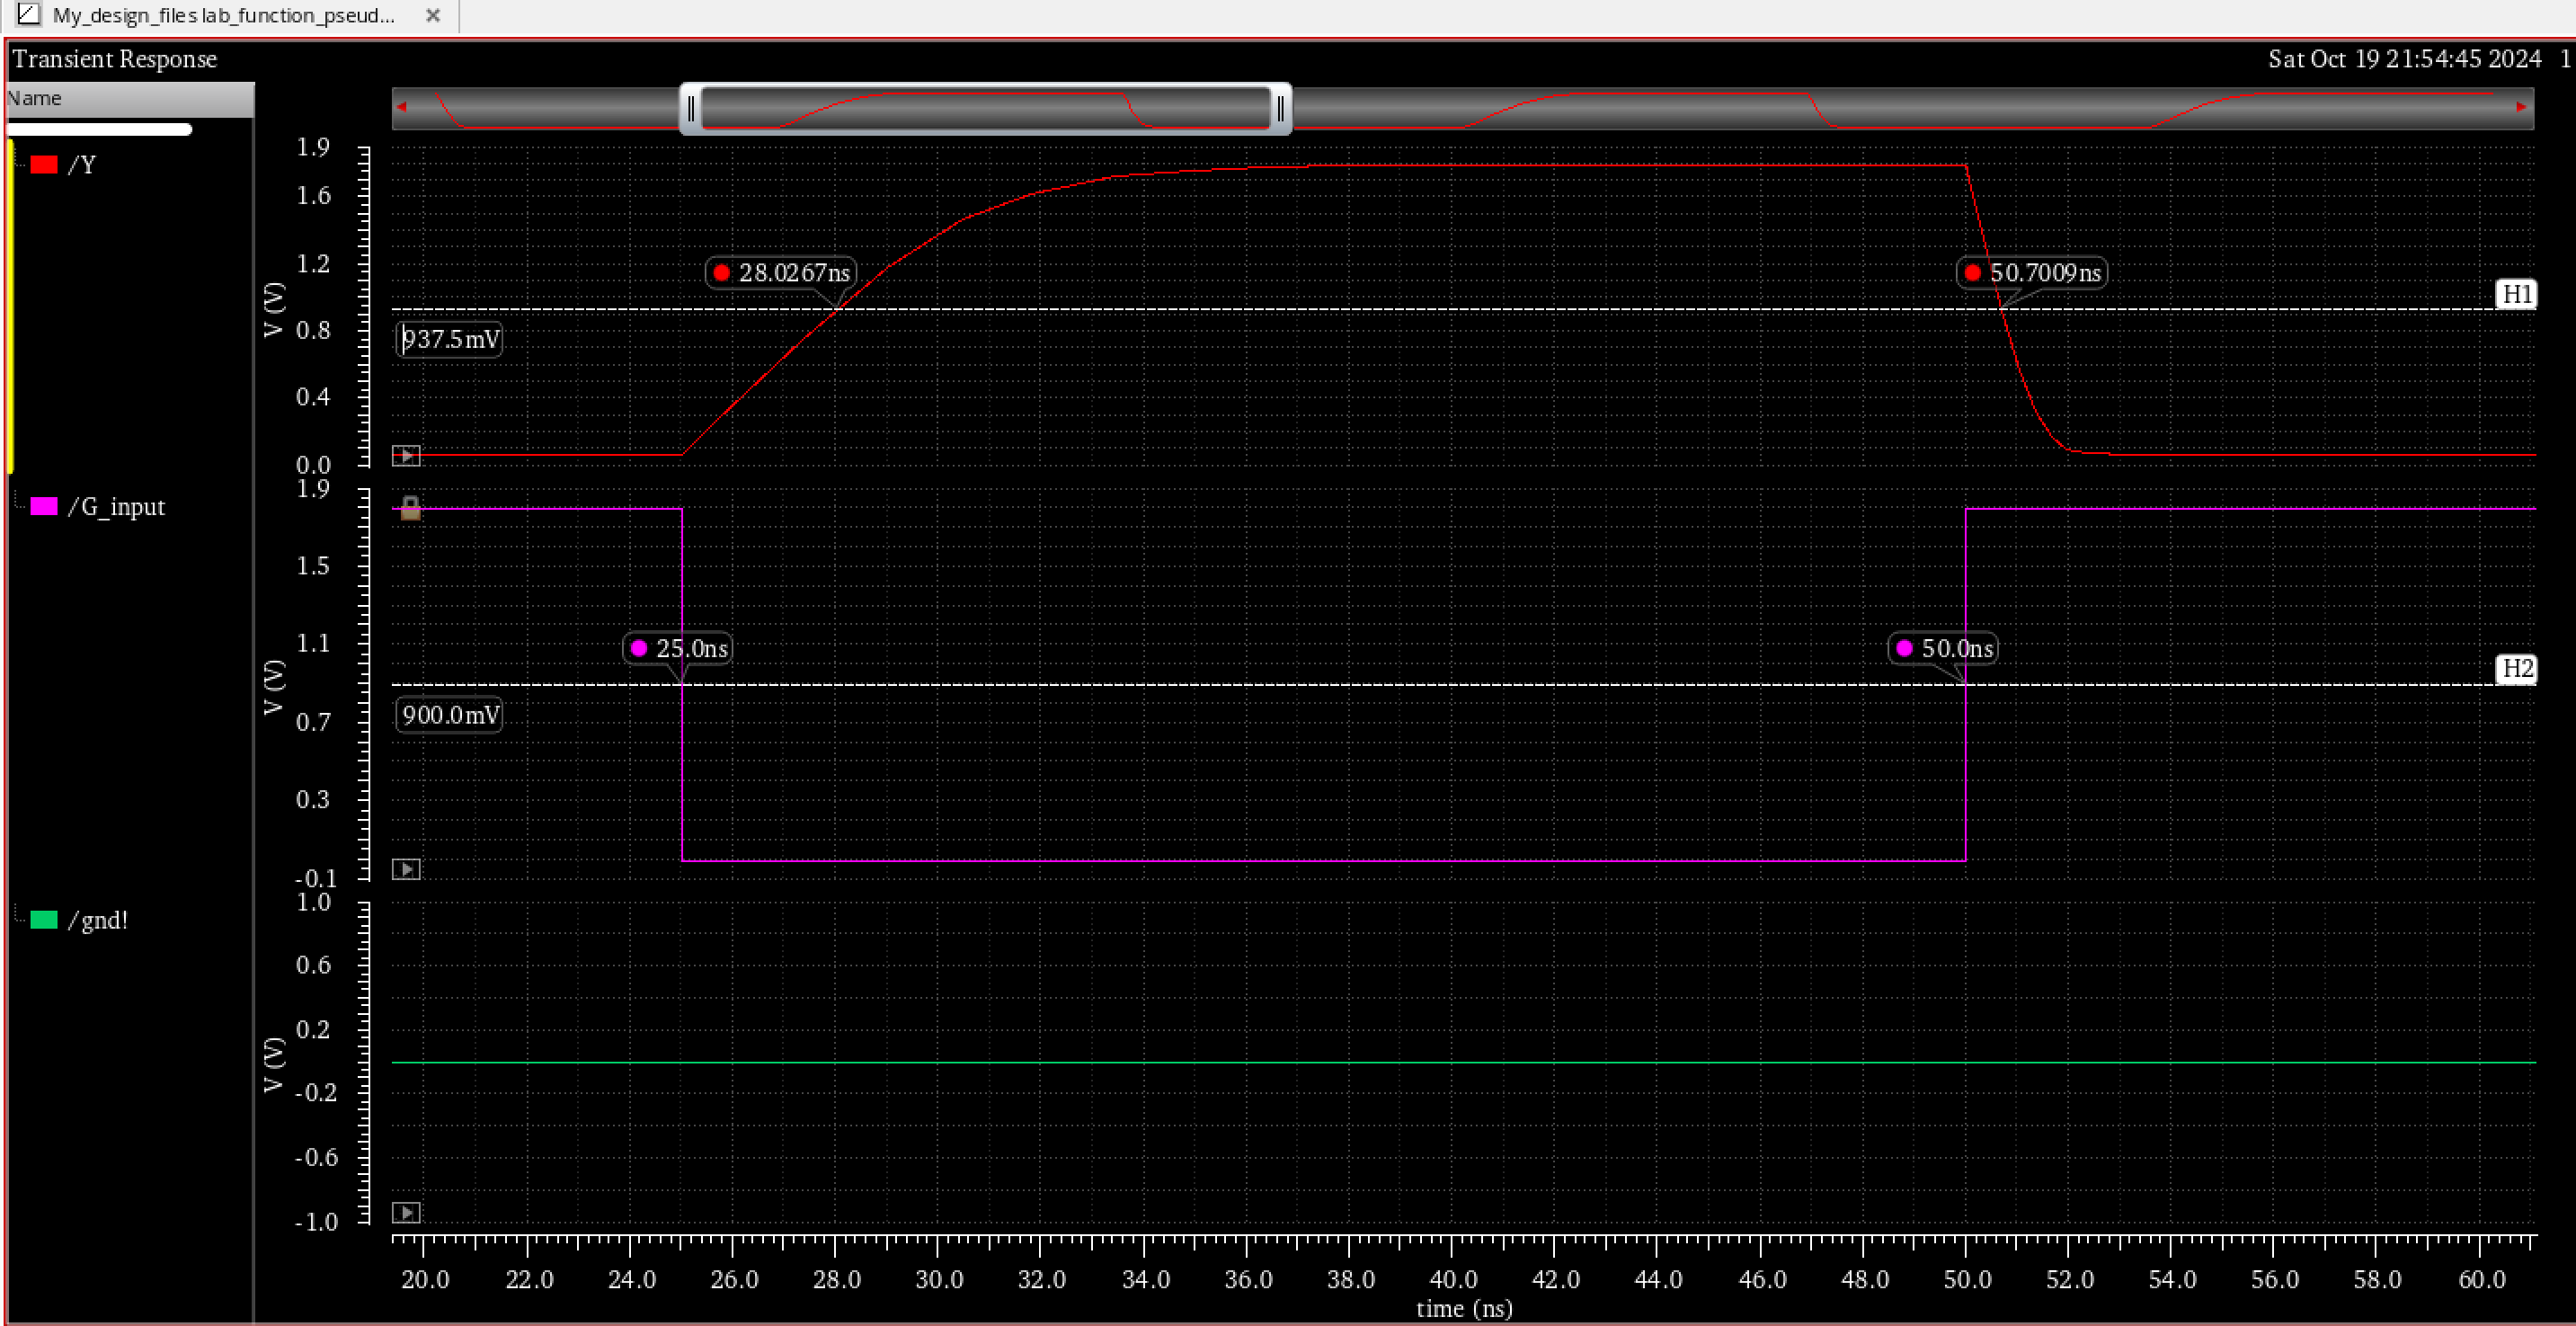 My_design_files lab_function_pseud...
Transient Response
Sat Oct 19 21:54:45 2024 1
Name
/Y
1.9
1.6
1.2
0.8
0.4
0.0
V (V)
28.0267ns
50.7009ns
H1
937.5mV
/G_input
1.9
1.5
1.1
0.7
0.3
-0.1
V (V)
25.0ns
50.0ns
H2
900.0mV
/gnd!
1.0
0.6
0.2
-0.2
-0.6
-1.0
V (V)
20.0 22.0 24.0 26.0 28.0 30.0 32.0 34.0 36.0 38.0 40.0 42.0 44.0 46.0 48.0 50.0 52.0 54.0 56.0 58.0 60.0
time (ns)